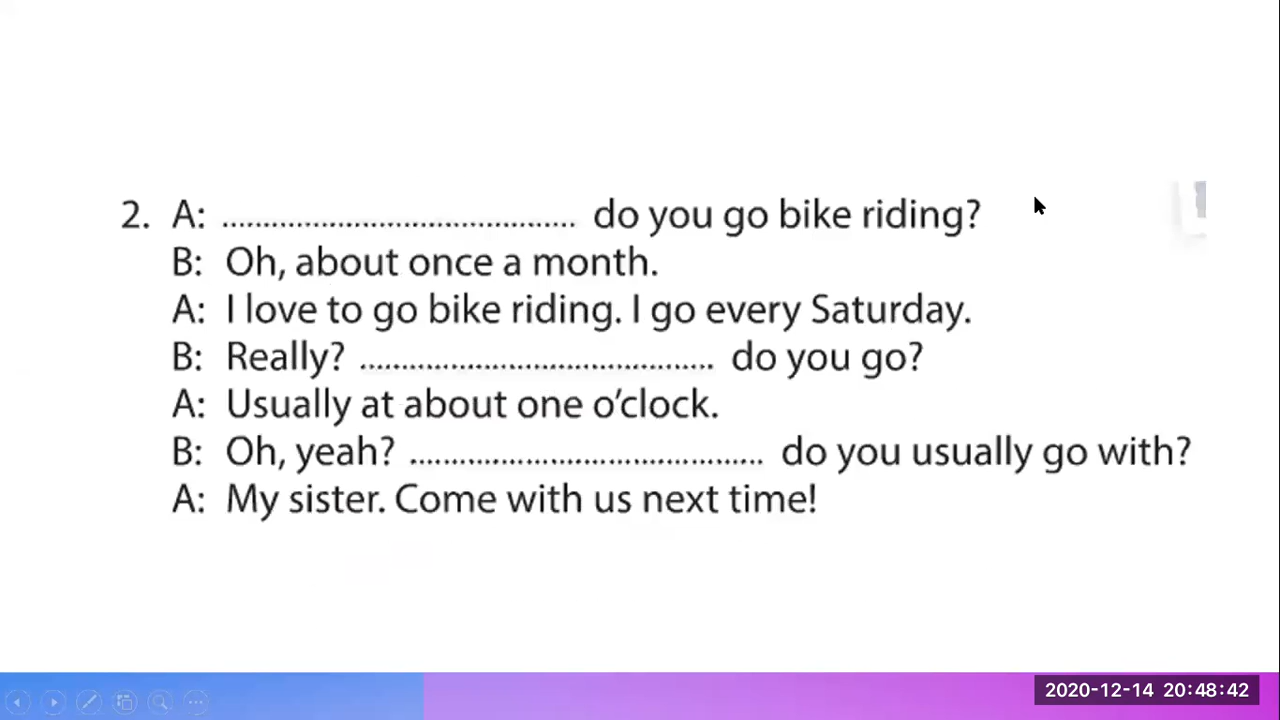 2. A: ........................................... do you go bike riding?
B: Oh, about once a month.
A: I love to go bike riding. I go every Saturday.
B: Really? ........................................... do you go?
A: Usually at about one o’clock.
B: Oh, yeah? ........................................... do you usually go with?
A: My sister. Come with us next time!
2020-12-14 20:48:42